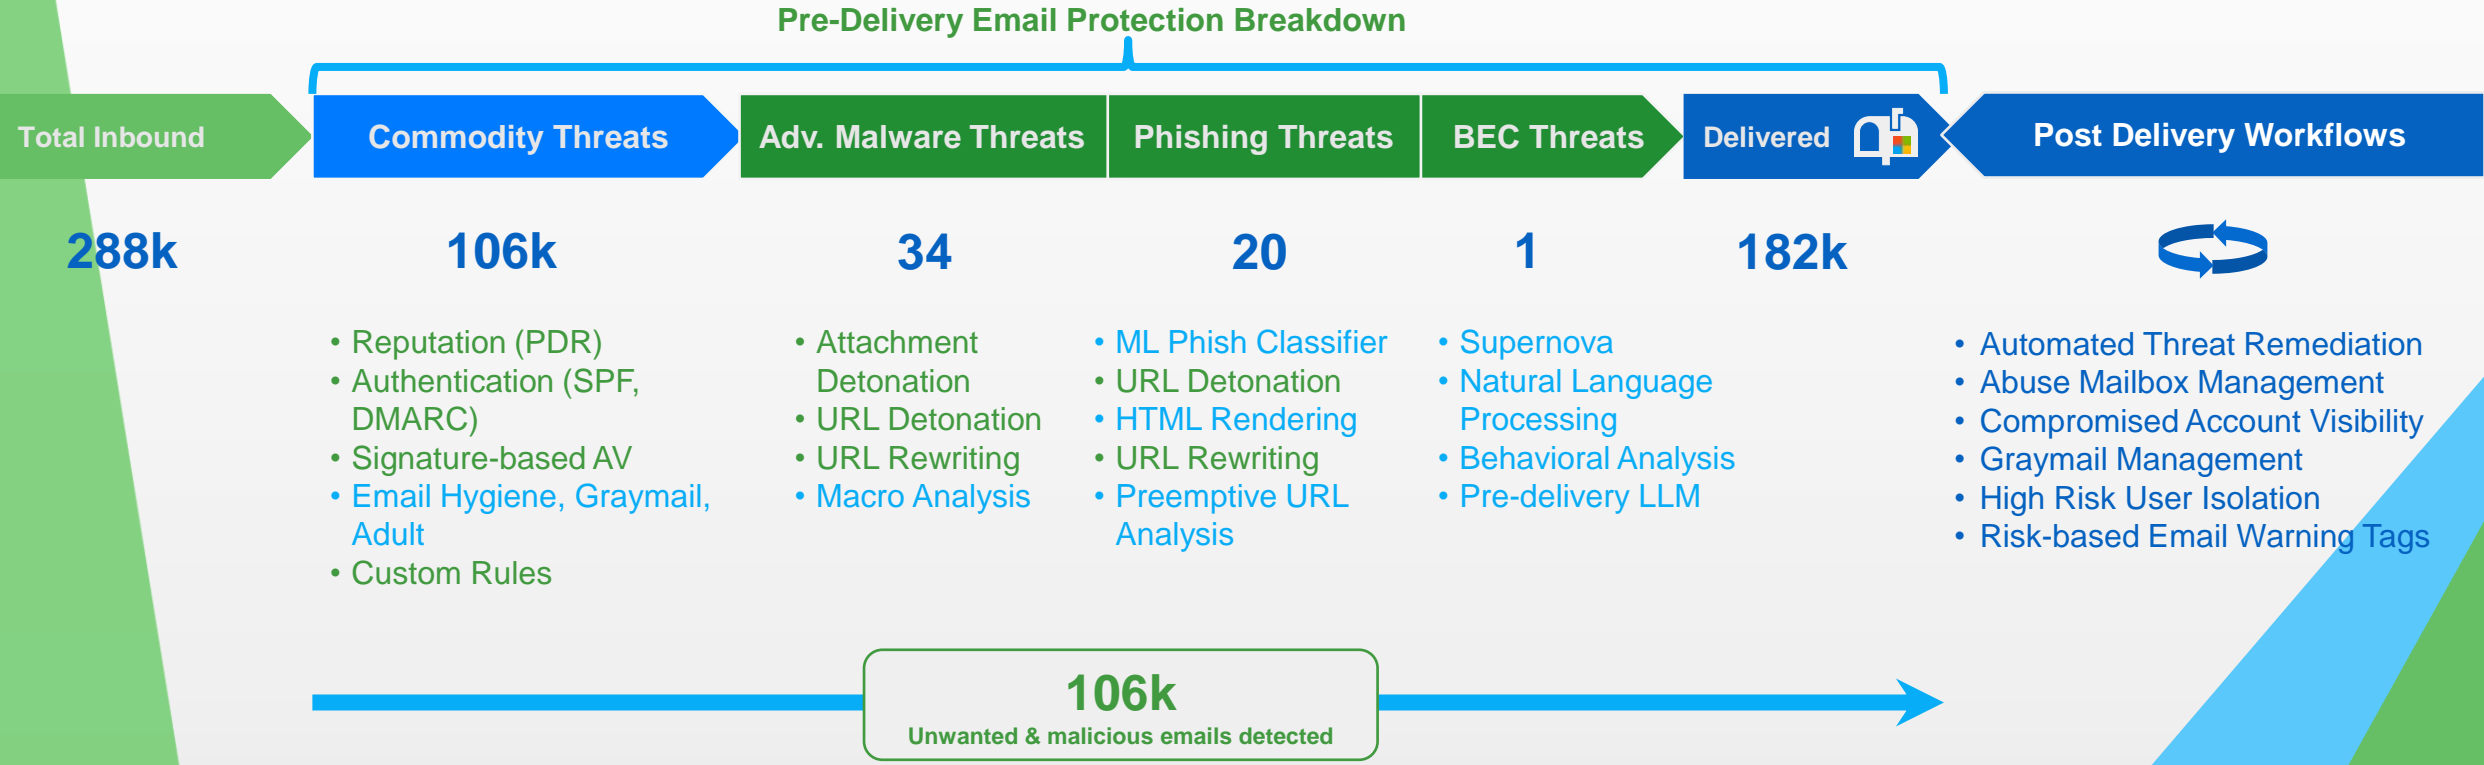 Pre-Delivery Email Protection Breakdown
Total Inbound
Commodity Threats
Adv. Malware Threats
Phishing Threats
BEC Threats
Delivered
Post Delivery Workflows
288k
106k
34
20
1
182k
• Reputation (PDR)
• Authentication (SPF,
DMARC)
• Signature-based AV
• Email Hygiene, Graymail,
Adult
• Custom Rules
• Attachment
Detonation
• URL Detonation
• URL Rewriting
• Macro Analysis
• ML Phish Classifier
• URL Detonation
• HTML Rendering
• URL Rewriting
• Preemptive URL
Analysis
• Supernova
• Natural Language
Processing
• Behavioral Analysis
• Pre-delivery LLM
• Automated Threat Remediation
• Abuse Mailbox Management
• Compromised Account Visibility
• Graymail Management
• High Risk User Isolation
• Risk-based Email Warning Tags
106k
Unwanted & malicious emails detected